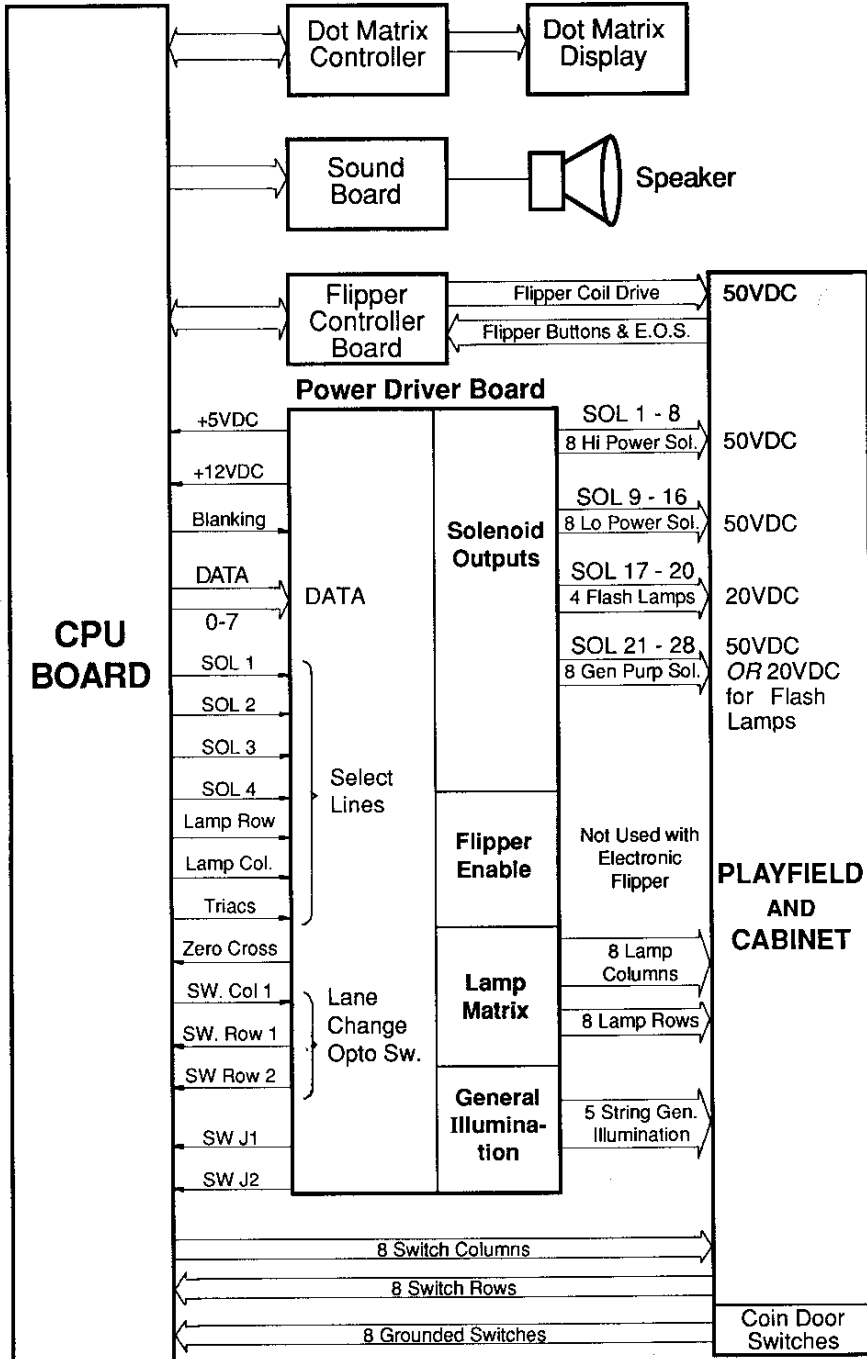 Dot Matrix
Controller
Dot Matrix
Display
Sound
Board
Speaker
Flipper
Controller
Board
Flipper Coil Drive
Flipper Buttons & E.O.S.
50VDC
Power Driver Board
CPU
BOARD
+5VDC
+12VDC
Blanking
DATA
0-7
DATA
SOL 1
SOL 2
SOL 3
SOL 4
Lamp Row
Lamp Col.
Triacs
Select
Lines
Zero Cross
SW. Col 1
SW. Row 1
SW Row 2
Lane
Change
Opto Sw.
SW J1
SW J2
Solenoid
Outputs
SOL 1 - 8
8 Hi Power Sol.
50VDC
SOL 9 - 16
8 Lo Power Sol.
50VDC
SOL 17 - 20
4 Flash Lamps
20VDC
SOL 21 - 28
8 Gen Purp Sol.
50VDC
OR 20VDC
for Flash
Lamps
Flipper
Enable
Not Used with
Electronic
Flipper
PLAYFIELD
AND
CABINET
Lamp
Matrix
8 Lamp
Columns
8 Lamp Rows
General
Illumina-
tion
5 String Gen.
Illumination
8 Switch Columns
8 Switch Rows
8 Grounded Switches
Coin Door
Switches